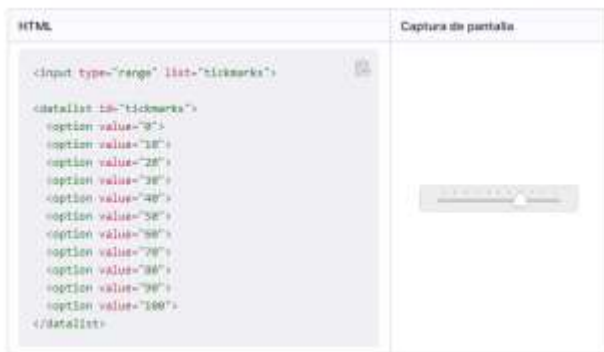 HTML
Captura de pantalla
<input type="range" list="tickmarks">
<datalist id="tickmarks">
<option value="0">
<option value="10">
<option value="20">
<option value="30">
<option value="40">
<option value="50">
<option value="60">
<option value="70">
<option value="80">
<option value="90">
<option value="100">
</datalist>